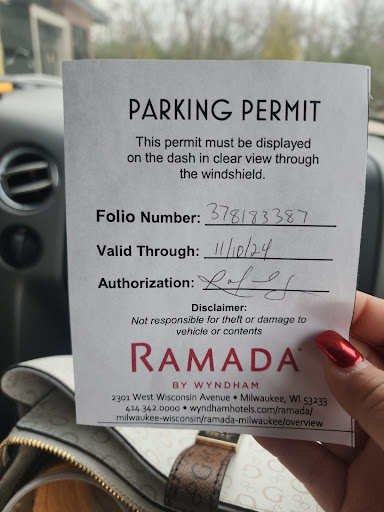 PARKING PERMIT
This permit must be displayed
on the dash in clear view through
the windshield.
Folio Number: 378183387
Valid Through: 11/10/24
Authorization:
Disclaimer:
Not responsible for theft or damage to
vehicle or contents
RAMADA
BY WYNDHAM
2301 West Wisconsin Avenue • Milwaukee, WI 53233
414.342.0000 • wyndhamhotels.com/ramada/
milwaukee-wisconsin/ramada-milwaukee/overview